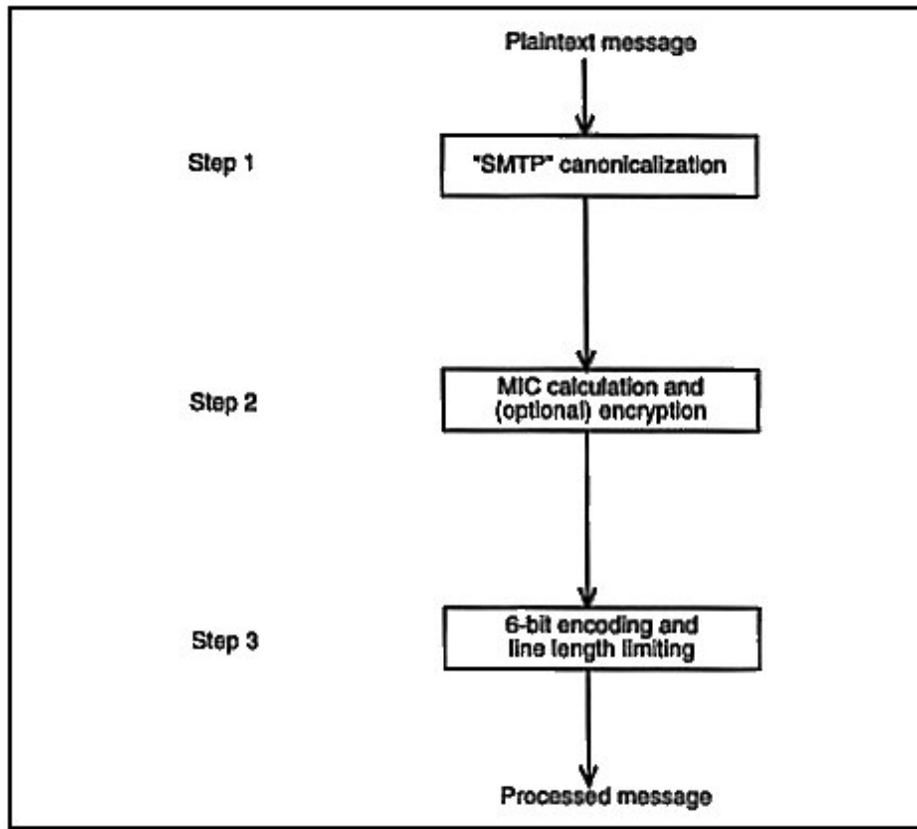 Plaintext message
Step 1
"SMTP" canonicalization
Step 2
MIC calculation and
(optional) encryption
Step 3
6-bit encoding and
line length limiting
Processed message